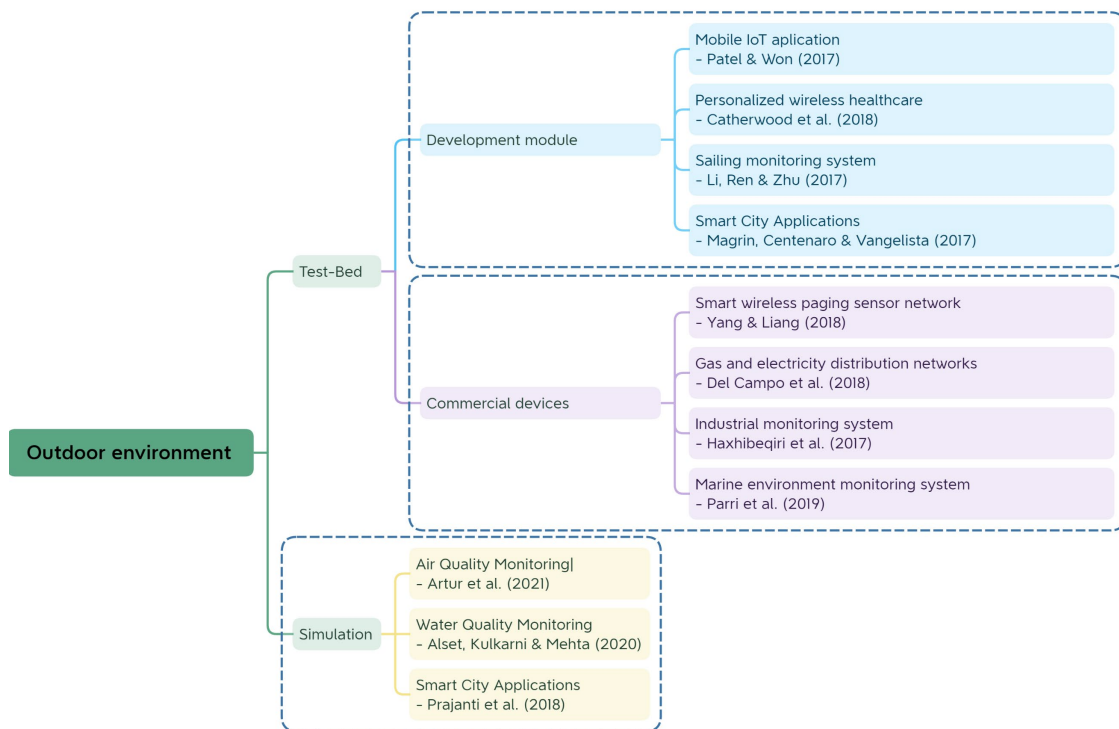 Outdoor environment
Test-Bed
Development module
Mobile IoT aplication
- Patel & Won (2017)
Personalized wireless healthcare
- Catherwood et al. (2018)
Sailing monitoring system
- Li, Ren & Zhu (2017)
Smart City Applications
- Magrin, Centenaro & Vangelista (2017)
Commercial devices
Smart wireless paging sensor network
- Yang & Liang (2018)
Gas and electricity distribution networks
- Del Campo et al. (2018)
Industrial monitoring system
- Haxhibeqiri et al. (2017)
Marine environment monitoring system
- Parri et al. (2019)
Simulation
Air Quality Monitoring|
- Artur et al. (2021)
Water Quality Monitoring
- Alset, Kulkarni & Mehta (2020)
Smart City Applications
- Prajanti et al. (2018)